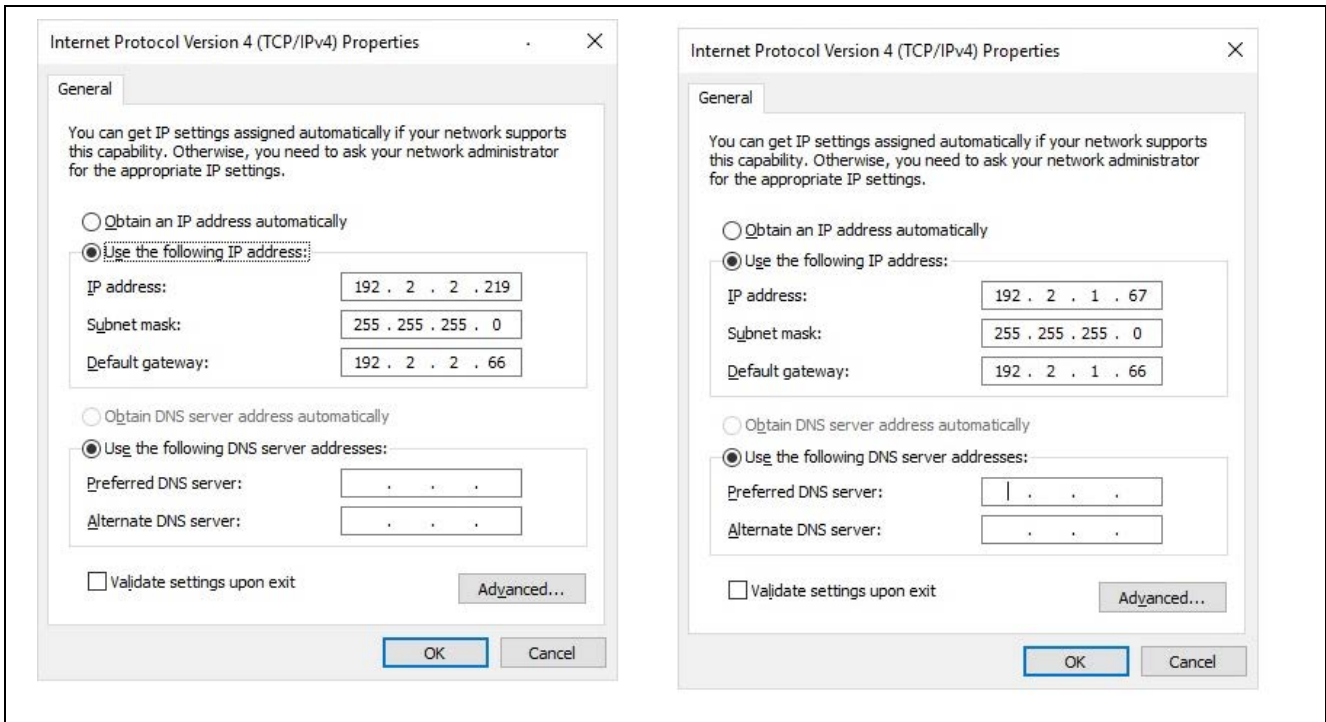 Internet Protocol Version 4 (TCP/IPv4) Properties
General
You can get IP settings assigned automatically if your network supports
this capability. Otherwise, you need to ask your network administrator
for the appropriate IP settings.
Obtain an IP address automatically
Use the following IP address:
IP address: 192 . 2 . 2 . 219
Subnet mask: 255 . 255 . 255 . 0
Default gateway: 192 . 2 . 2 . 66
Obtain DNS server address automatically
Use the following DNS server addresses:
Preferred DNS server: . . .
Alternate DNS server: . . .
Validate settings upon exit
Advanced...
OK Cancel
Internet Protocol Version 4 (TCP/IPv4) Properties
General
You can get IP settings assigned automatically if your network supports
this capability. Otherwise, you need to ask your network administrator
for the appropriate IP settings.
Obtain an IP address automatically
Use the following IP address:
IP address: 192 . 2 . 1 . 67
Subnet mask: 255 . 255 . 255 . 0
Default gateway: 192 . 2 . 1 . 66
Obtain DNS server address automatically
Use the following DNS server addresses:
Preferred DNS server: . . .
Alternate DNS server: . . .
Validate settings upon exit
Advanced...
OK Cancel